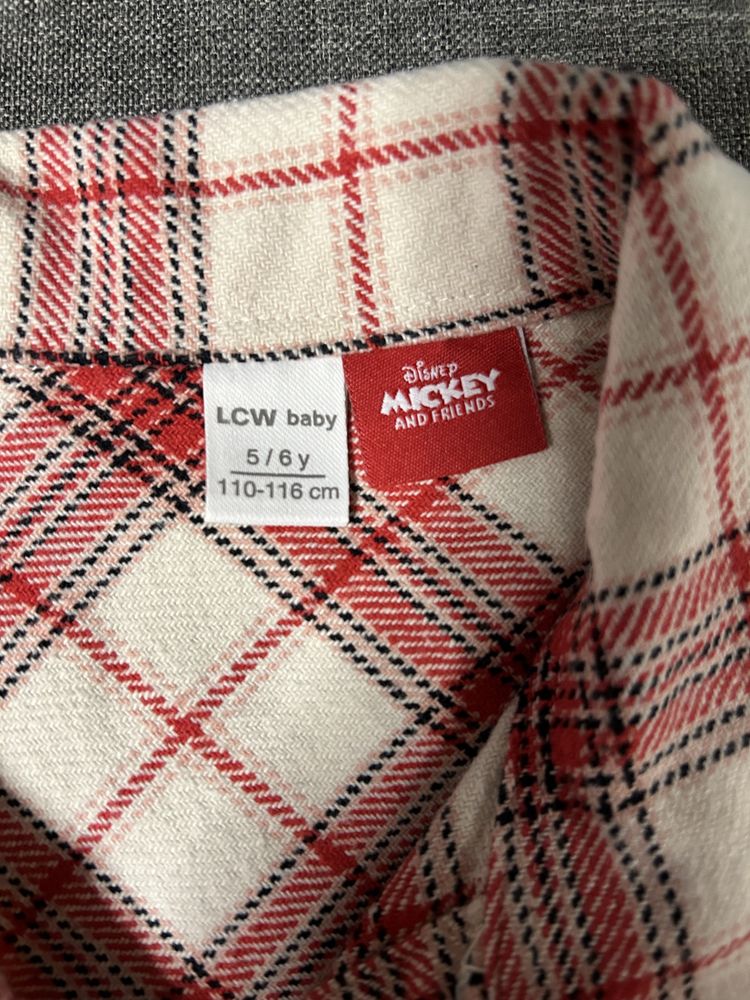 LCW baby
5/6 y
110-116 cm
Disney
MICKEY
AND FRIENDS